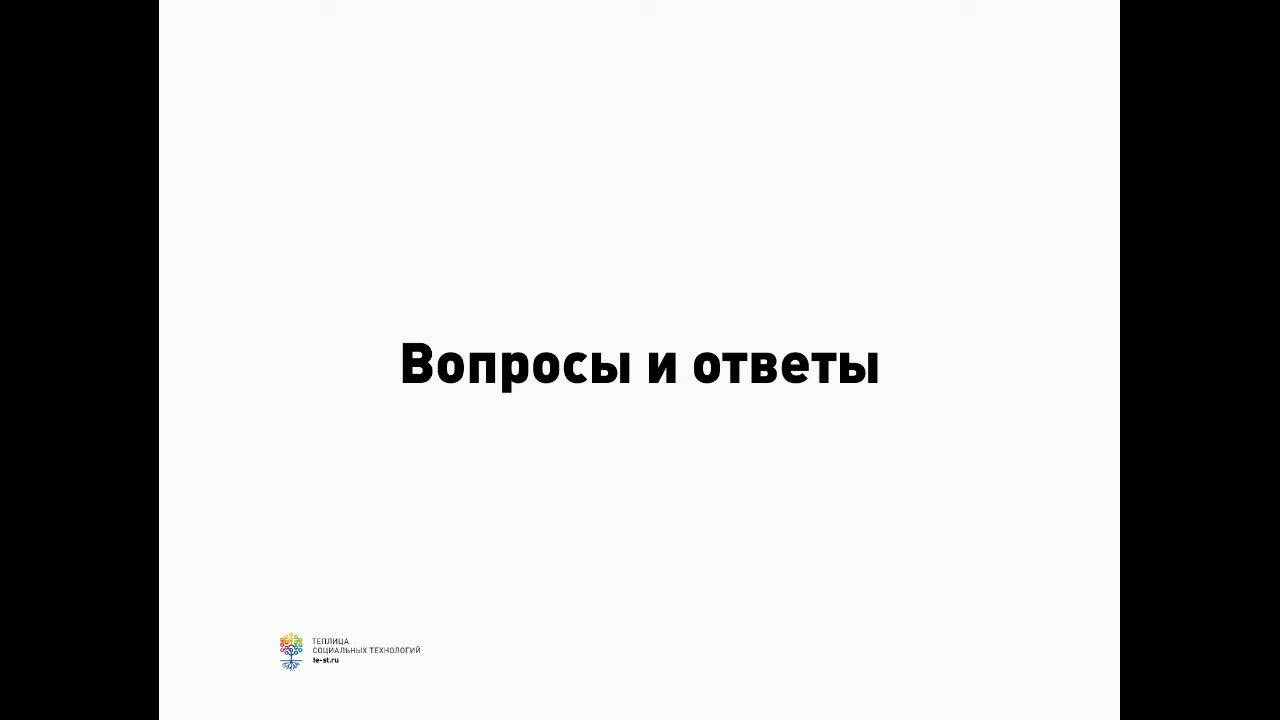 Вопросы и ответы
ТЕПЛИЦА
СОЦИАЛЬНЫХ ТЕХНОЛОГИЙ
te-st.ru